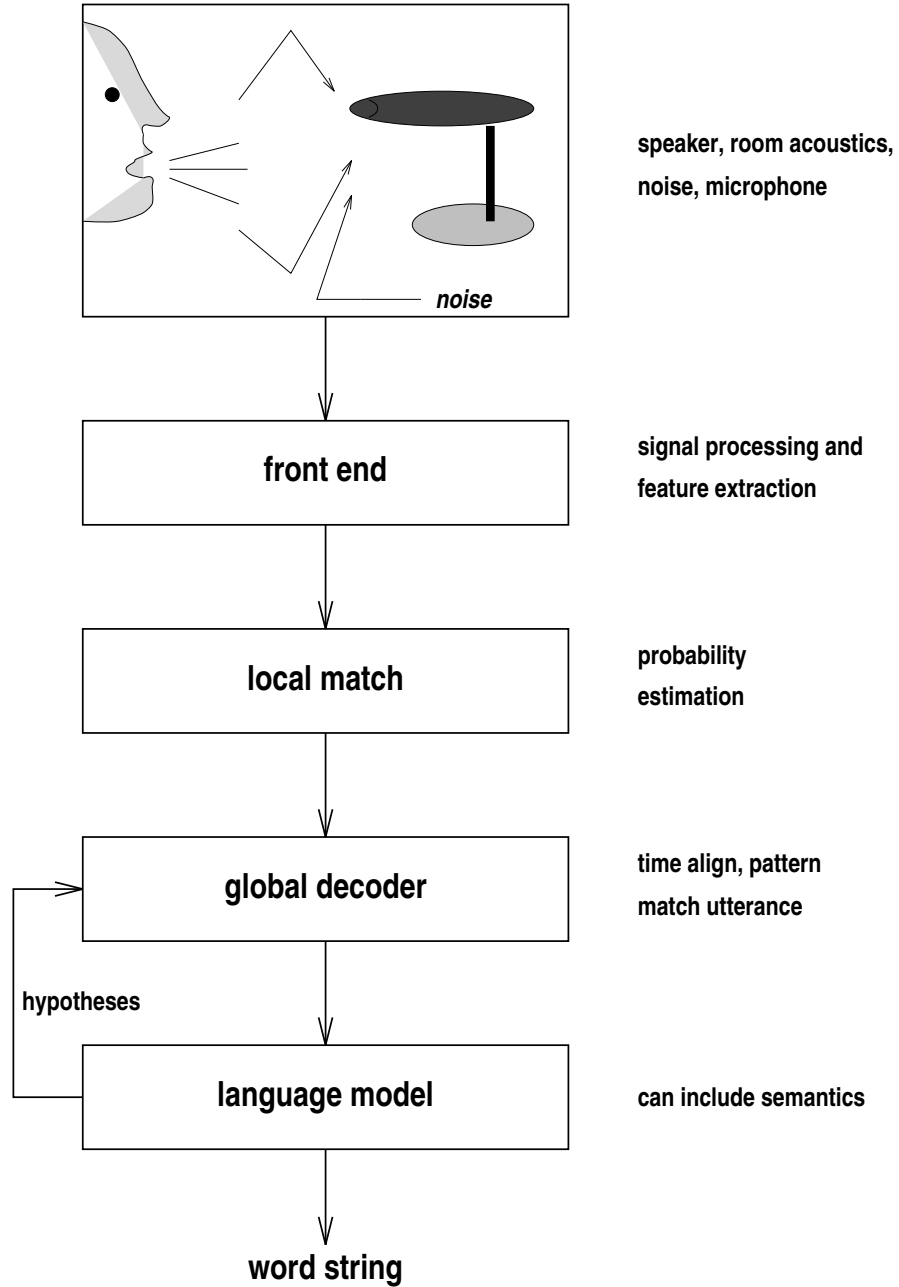 speaker, room acoustics,
noise, microphone
noise
front end
signal processing and
feature extraction
local match
probability
estimation
global decoder
time align, pattern
match utterance
hypotheses
language model
can include semantics
word string